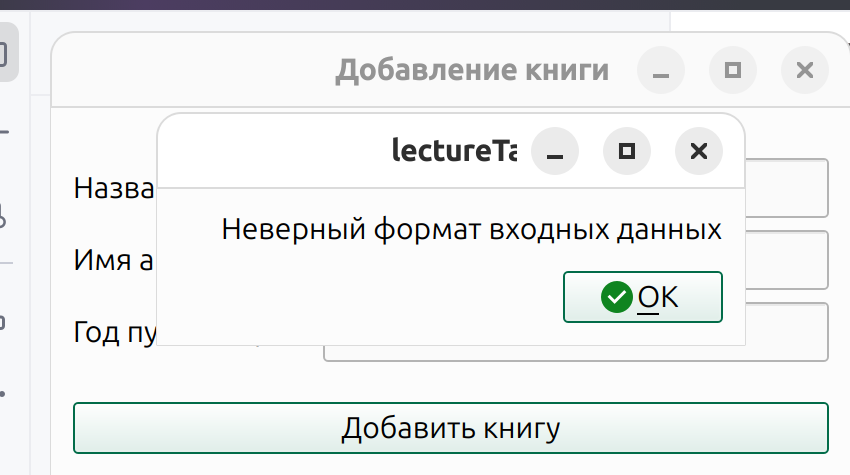 Добавление книги
lectureTa
Назва
Неверный формат входных данных
Имя а
OK
Год пу
Добавить книгу